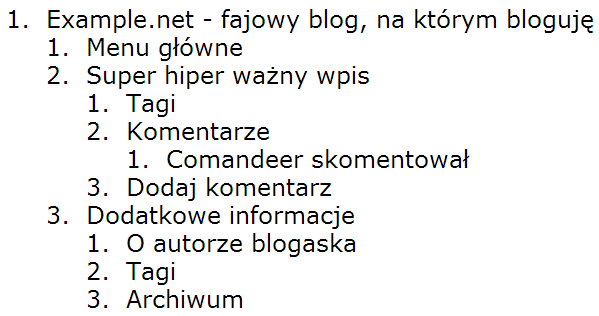 1. Example.net - fajowy blog, na którym bloguję
1. Menu główne
2. Super hiper ważny wpis
1. Tagi
2. Komentarze
1. Comandeer skomentował
3. Dodaj komentarz
3. Dodatkowe informacje
1. O autorze blogaska
2. Tagi
3. Archiwum